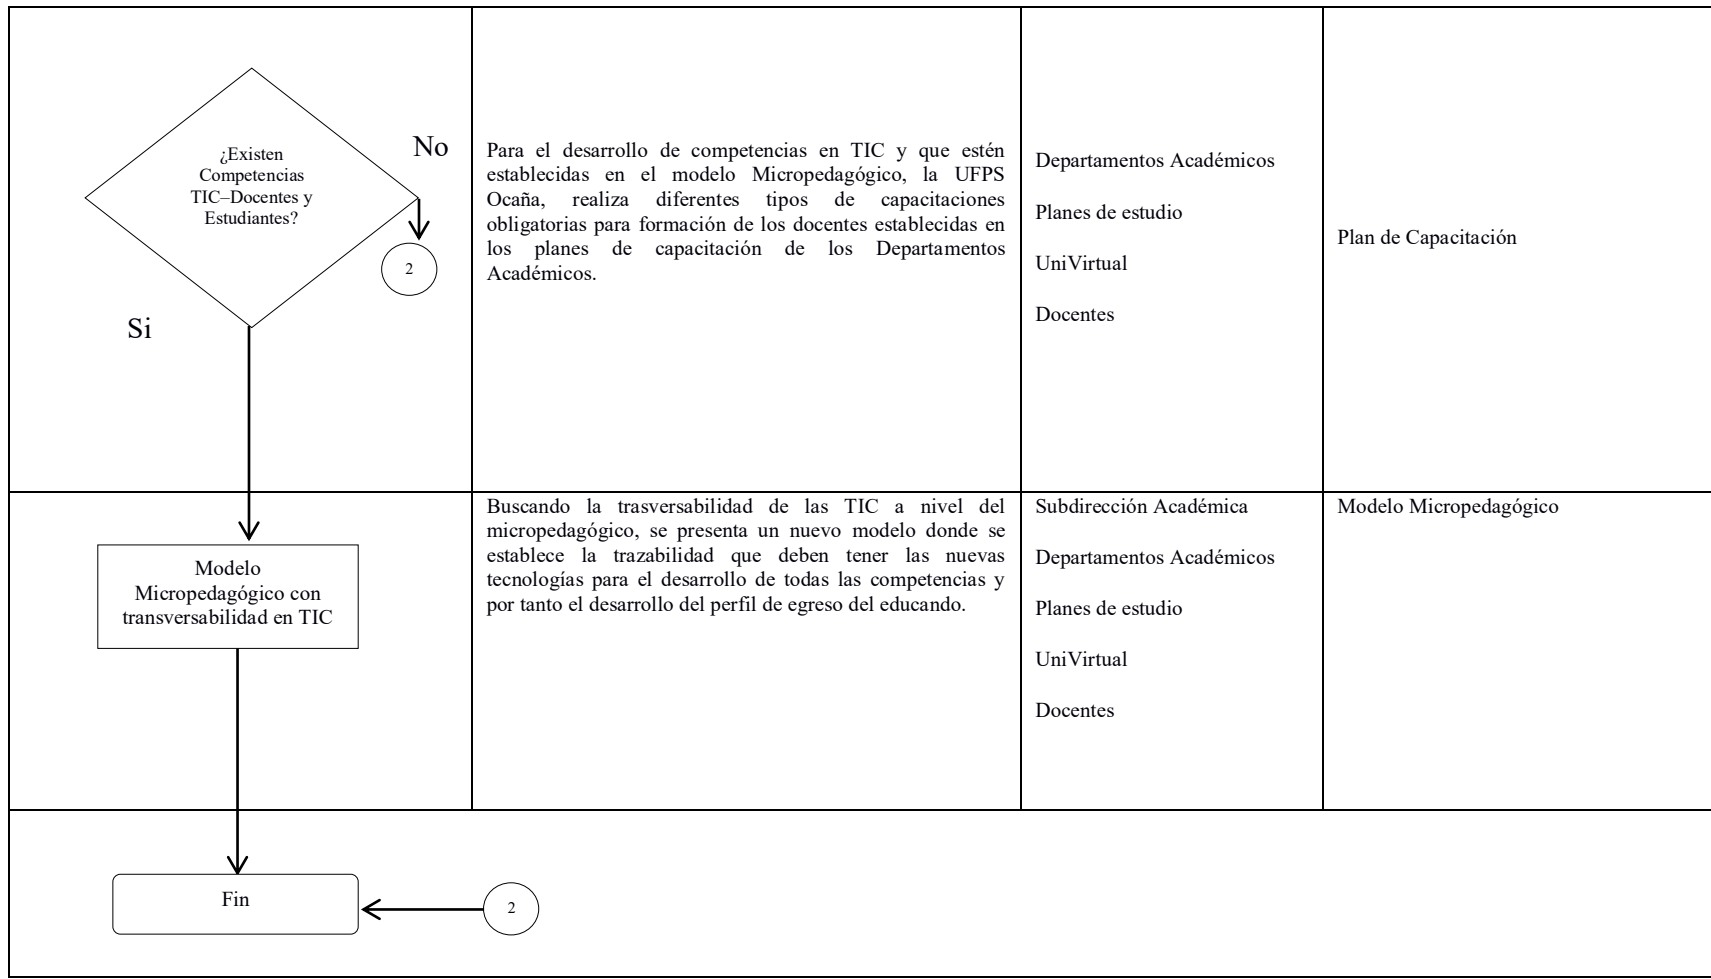 ¿Existen
Competencias
TIC–Docentes y
Estudiantes?
No
2
Si
Para el desarrollo de competencias en TIC y que estén
establecidas en el modelo Micropedagógico, la UFPS
Ocaña, realiza diferentes tipos de capacitaciones
obligatorias para formación de los docentes establecidas en
los planes de capacitación de los Departamentos
Académicos.
Departamentos Académicos
Planes de estudio
UniVirtual
Docentes
Plan de Capacitación
Modelo
Micropedagógico con
transversabilidad en TIC
Buscando la trasversabilidad de las TIC a nivel del
micropedagógico, se presenta un nuevo modelo donde se
establece la trazabilidad que deben tener las nuevas
tecnologías para el desarrollo de todas las competencias y
por tanto el desarrollo del perfil de egreso del educando.
Subdirección Académica
Departamentos Académicos
Planes de estudio
UniVirtual
Docentes
Modelo Micropedagógico
Fin
2